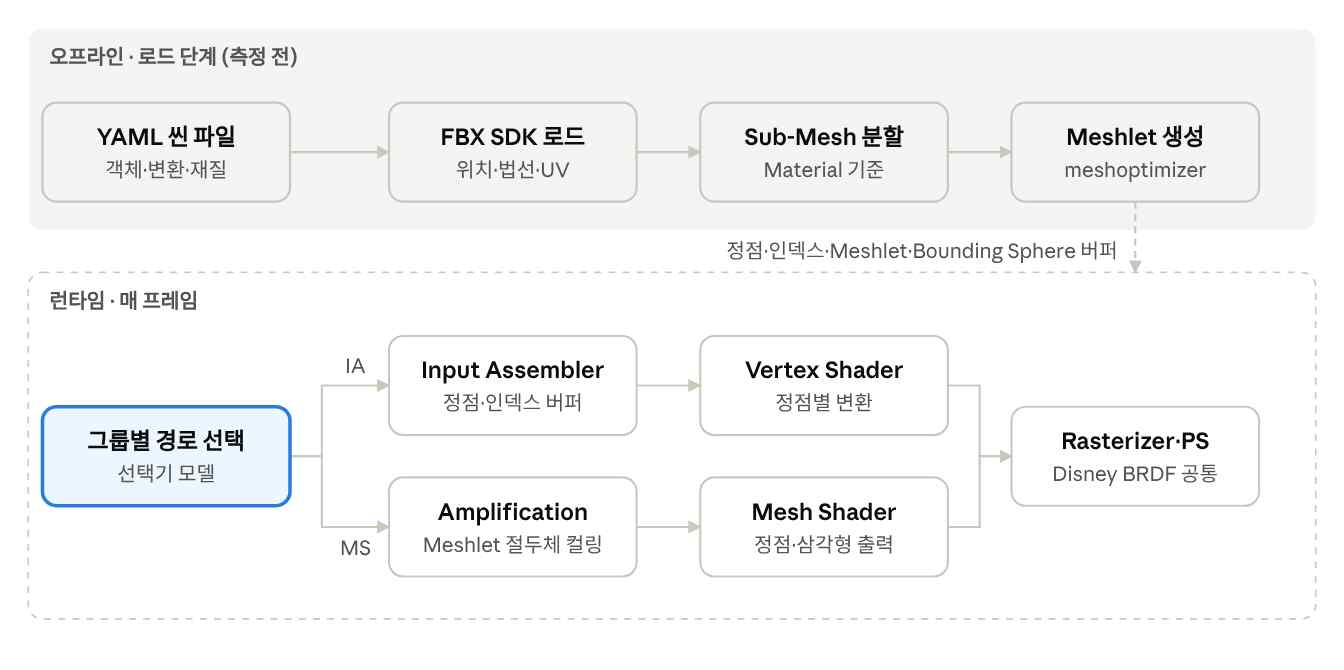 오프라인 · 로드 단계 (측정 전)
YAML 씬 파일
객체·변환·재질
FBX SDK 로드
위치·법선·UV
Sub-Mesh 분할
Material 기준
Meshlet 생성
meshoptimizer
정점·인덱스·Meshlet·Bounding Sphere 버퍼
런타임 · 매 프레임
그룹별 경로 선택
선택기 모델
IA
Input Assembler
정점·인덱스 버퍼
Vertex Shader
정점별 변환
MS
Amplification
Meshlet 절두체 컬링
Mesh Shader
정점·삼각형 출력
Rasterizer·PS
Disney BRDF 공통